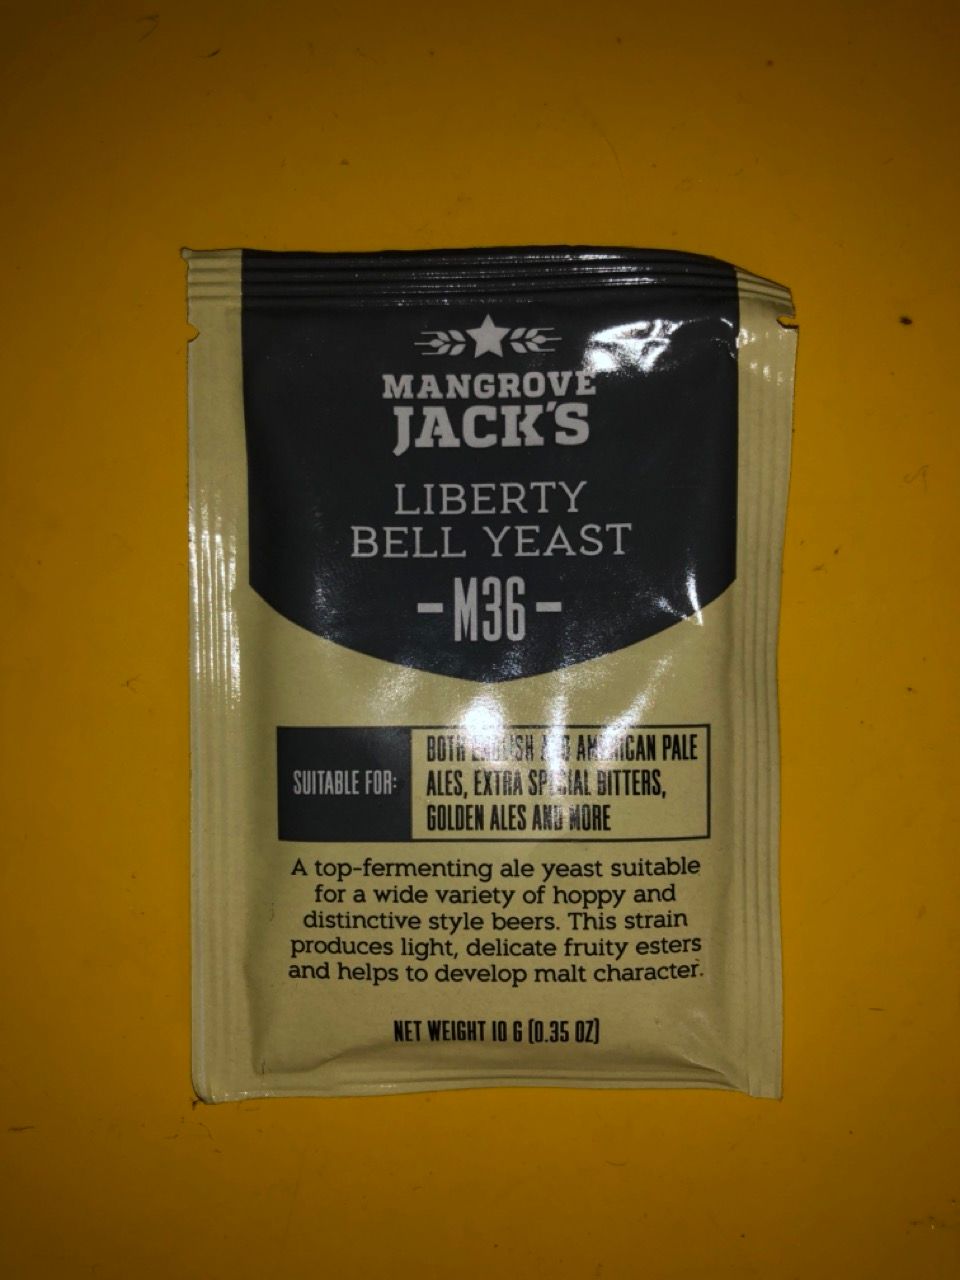 MANGROVE
JACK'S
LIBERTY
BELL YEAST
-M36-
SUITABLE FOR:
BOTH ENGLISH AND AMERICAN PALE
ALES, EXTRA SPECIAL BITTERS,
GOLDEN ALES AND MORE
A top-fermenting ale yeast suitable
for a wide variety of hoppy and
distinctive style beers. This strain
produces light, delicate fruity esters
and helps to develop malt character.
NET WEIGHT 10 G (0.35 OZ)